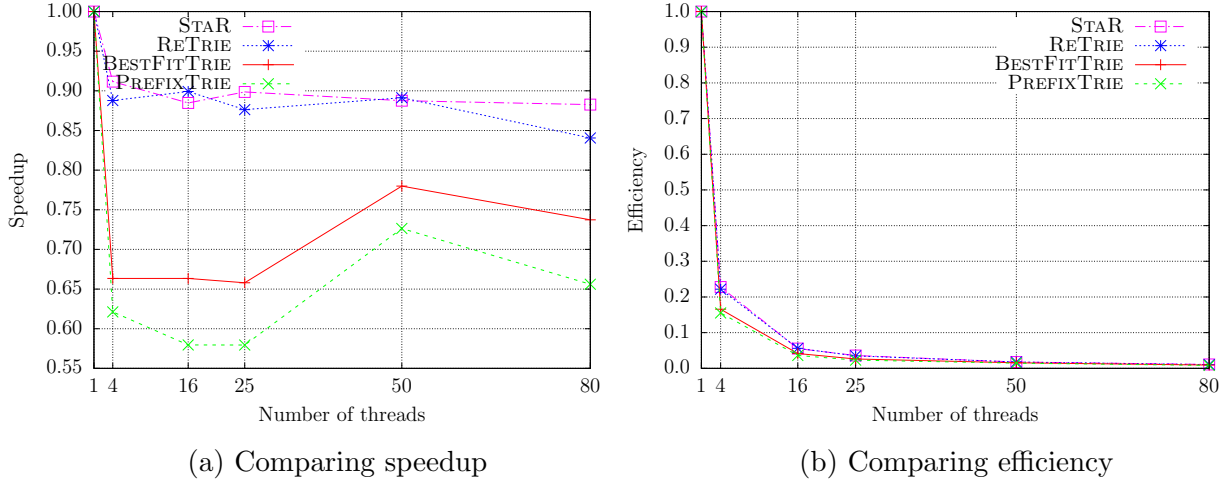 1.00
0.95
0.90
0.85
0.80
0.75
0.70
0.65
0.60
0.55
Speedup
STAR
RETRIE
BESTFITTRIE
PREFIXTRIE
1 4 16 25 50 80
Number of threads
(a) Comparing speedup
1.0
0.9
0.8
0.7
0.6
0.5
0.4
0.3
0.2
0.1
0.0
Efficiency
STAR
RETRIE
BESTFITTRIE
PREFIXTRIE
1 4 16 25 50 80
Number of threads
(b) Comparing efficiency